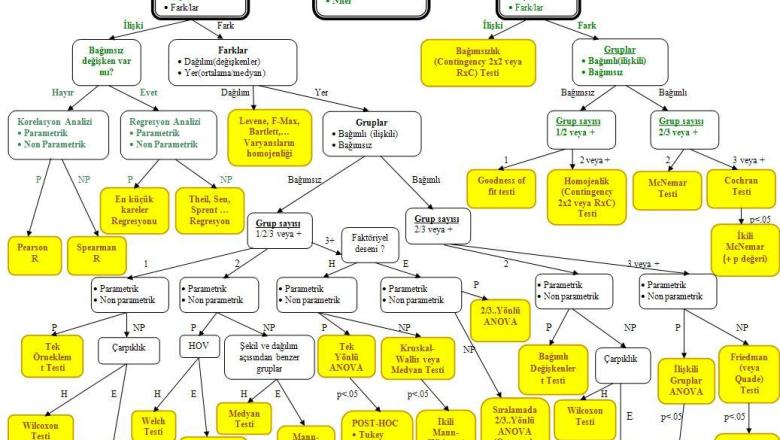 • Fark/lar
• Nitel
• Fark/lar
İlişki
Fark
İlişki
Fark
Bağımsız
değişken var
mı?
Farklar
• Dağılım(değişkenler)
• Yer(ortalama/medyan)
Bağımsızlık
(Contingency 2x2 veya
RxC) Testi
Gruplar
• Bağımlı(ilişkili)
• Bağımsız
Hayır
Evet
Dağılım
Yer
Bağımsız
Bağımlı
Korelasyon Analizi
• Parametrik
• Non Parametrik
Regresyon Analizi
• Parametrik
• Non Parametrik
Levene, F-Max,
Bartlett,…
Varyansların
homojenliği
Gruplar
• Bağımlı (ilişkili)
• Bağımsız
Grup sayısı
1/2 veya +
Grup sayısı
2/3 veya +
1
2 veya +
2
3 veya +
P
NP
P
NP
Bağımsız
Bağımlı
Goodness of
fit testi
Homojenlik
(Contingency
2x2 veya RxC)
Testi
McNemar
Testi
Cochran
Testi
En küçük
kareler
Regresyonu
Theil, Sen,
Sprent …
Regresyon
p<.05
Grup sayısı
1/2/3 veya +
Grup sayısı
2/3 veya +
İkili
McNemar
(+ p değeri)
Pearson
R
Spearman
R
3+
Faktöriyel
deseni ?
1
2
H
E
2
3 veya +
• Parametrik
• Non parametrik
• Parametrik
• Non parametrik
• Parametrik
• Non parametrik
• Parametrik
• Non parametrik
P
• Parametrik
• Non parametrik
• Parametrik
• Non parametrik
2/3..Yönlü
ANOVA
P
NP
P
NP
P
NP
NP
P
NP
P
NP
Tek
Örneklem
t Testi
Çarpıklık
HOV
Şekil ve dağılım
açısından benzer
gruplar
Tek
Yönlü
ANOVA
Kruskal-
Wallis veya
Medyan Testi
Bağımlı
Değişkenler
t Testi
Çarpıklık
İlişkili
Gruplar
ANOVA
Friedman
(veya
Quade)
Testi
H
E
H
E
H
E
p<.05
p<.05
H
E
p<.05
p<.05
Wilcoxon
Testi
Welch
Testi
Medyan
Testi
Mann-
POST-HOC
• Tukey
İkili
Mann-
Sıralamada
2/3..Yönlü
ANOVA
Wilcoxon
Testi